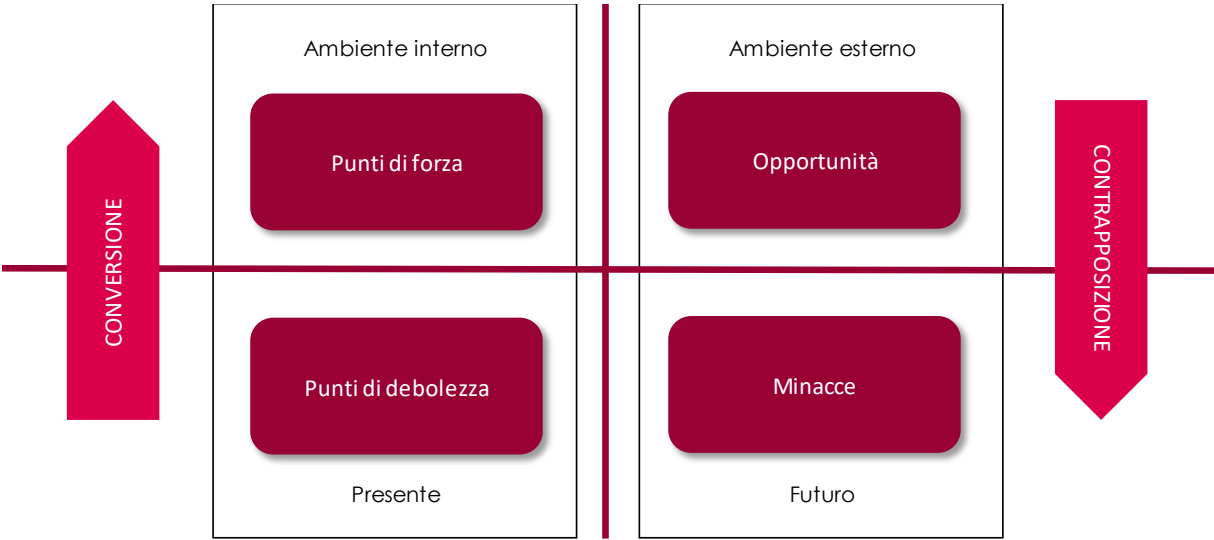 Ambiente interno
Ambiente esterno
Punti di forza
Opportunità
CONVERSIONE
CONTRAPPOSIZIONE
Punti di debolezza
Minacce
Presente
Futuro